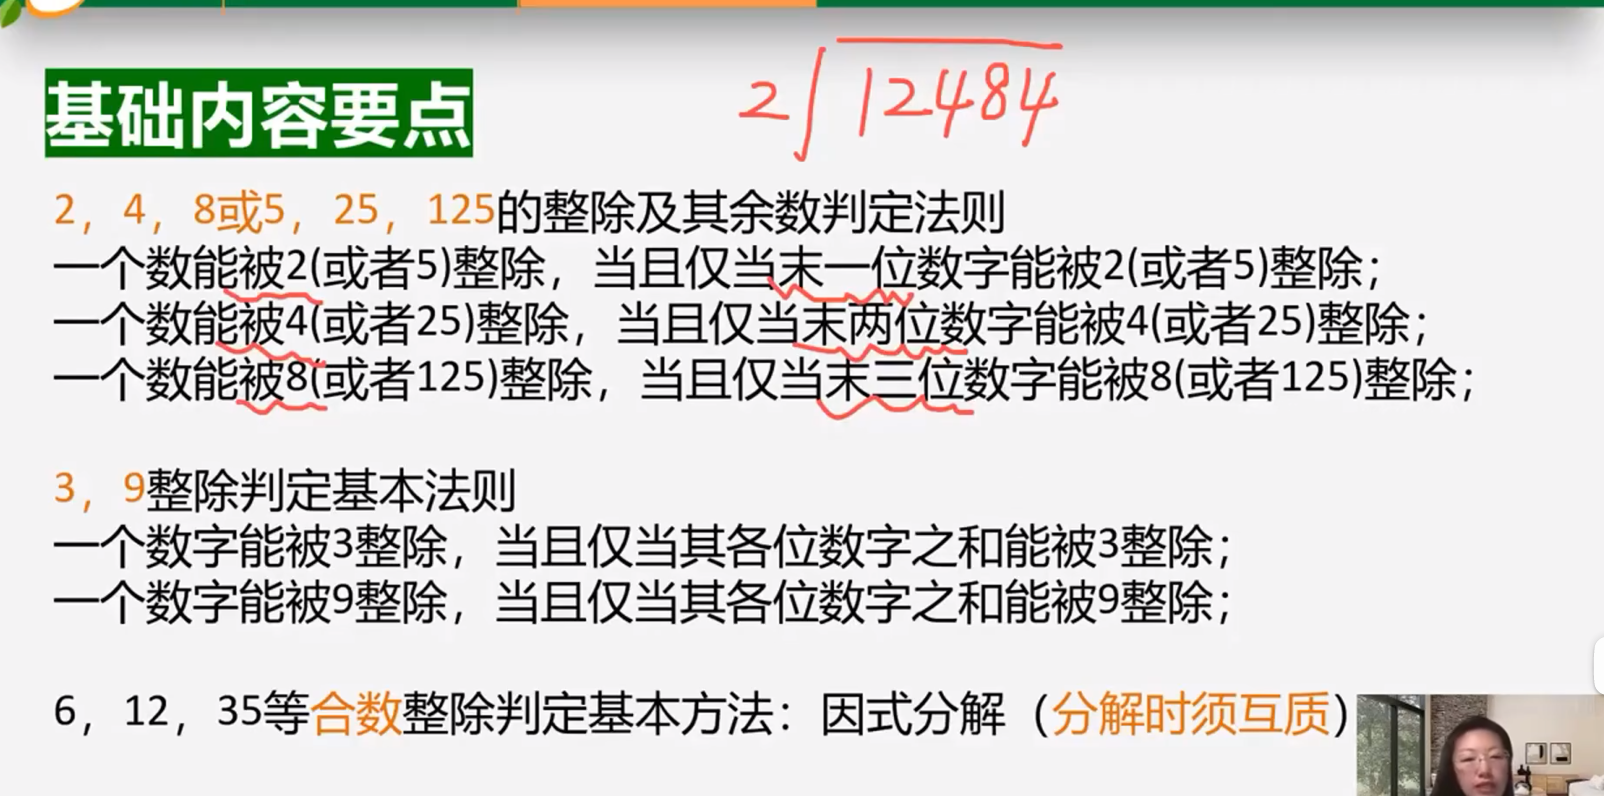 基础内容要点
2 12484
2，4，8或5，25，125的整除及其余数判定法则
一个数能被2(或者5)整除，当且仅当末一位数字能被2(或者5)整除；
一个数能被4(或者25)整除，当且仅当末两位数字能被4(或者25)整除；
一个数能被8(或者125)整除，当且仅当末三位数字能被8(或者125)整除；
3，9整除判定基本法则
一个数字能被3整除，当且仅当其各位数字之和能被3整除；
一个数字能被9整除，当且仅当其各位数字之和能被9整除；
6，12，35等合数整除判定基本方法：因式分解（分解时须互质）